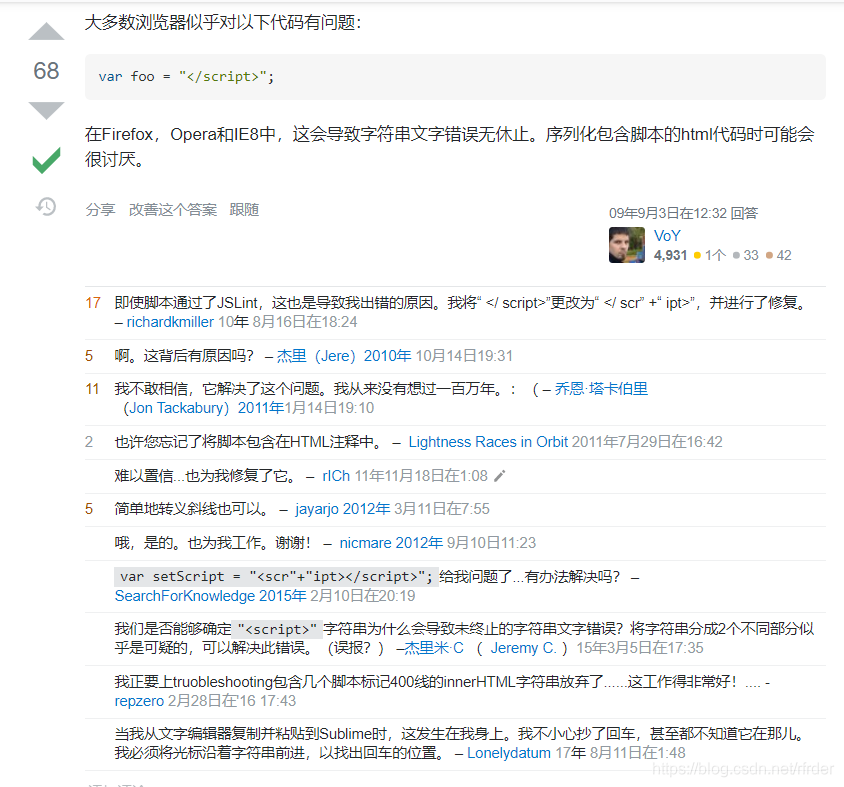 大多数浏览器似乎对以下代码有问题：
68
var foo = "</script>";
在Firefox，Opera和IE8中，这会导致字符串文字错误无休止。序列化包含脚本的html代码时可能会
很讨厌。
分享 改善这个答案 跟随
09年9月3日在12:32 回答
VoY
4,931 ● 1个 ● 33 ● 42
17 即使脚本通过了JSLint，这也是导致我出错的原因。我将“ </ script>”更改为“ </ scr” +“ ipt>”，并进行了修复。
– richardkmiller 10年 8月16日在18:24
5 啊。这背后有原因吗？ – 杰里（Jere）2010年 10月14日19:31
11 我不敢相信，它解决了这个问题。我从来没有想过一百万年。： （ – 乔恩·塔卡伯里
（Jon Tackabury）2011年1月14日19:10
2 也许您忘记了将脚本包含在HTML注释中。 – Lightness Races in Orbit 2011年7月29日在16:42
难以置信...也为我修复了它。 – rlCh 11年11月18日在1:08
5 简单地转义斜线也可以。 – jayarjo 2012年 3月11日在7:55
哦，是的。也为我工作。谢谢！ – nicmare 2012年 9月10日11:23
var setScript = "<scr"+"ipt></script>"; 给我问题了...有办法解决吗？ –
SearchForKnowledge 2015年 2月10日在20:19
我们是否能够确定 "<script>" 字符串为什么会导致未终止的字符串文字错误？将字符串分成2个不同部分似
乎是可疑的，可以解决此错误。（误报？） –杰里米·C （ Jeremy C. ）15年3月5日在17:35
我正要上truobleshooting包含几个脚本标记400线的innerHTML字符串放弃了......这工作得非常好！.... -
repzero 2月28日在'16 17:43
当我从文字编辑器复制并粘贴到Sublime时，这发生在我身上。我不小心抄了回车，甚至都不知道它在那儿。
我必须将光标沿着字符串前进，以找出回车的位置。 – Lonelydatum 17年 8月11日在1:48
https://blog.csdn.net/rfrder